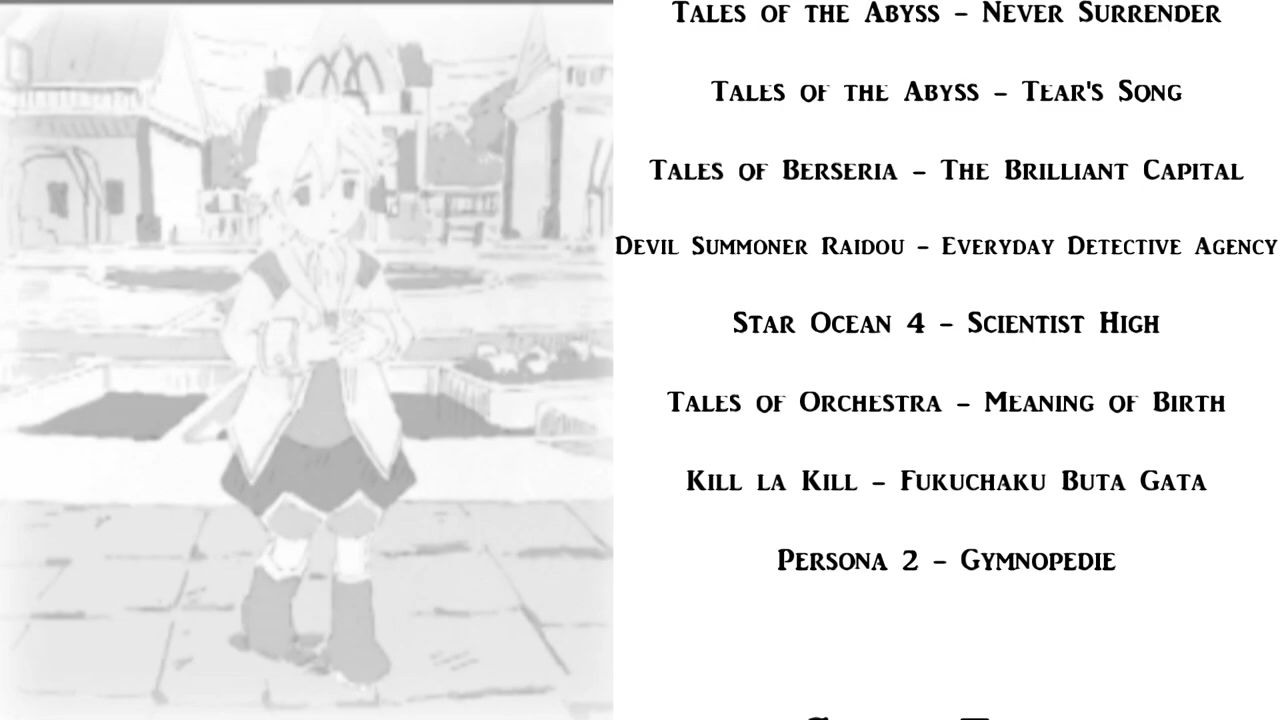 Tales of the Abyss – Never Surrender
Tales of the Abyss – Tear's Song
Tales of Berseria – The Brilliant Capital
Devil Summoner Raidou – Everyday Detective Agency
Star Ocean 4 – Scientist High
Tales of Orchestra – Meaning of Birth
Kill la Kill – Fukuchaku Buta Gata
Persona 2 – Gymnopedie